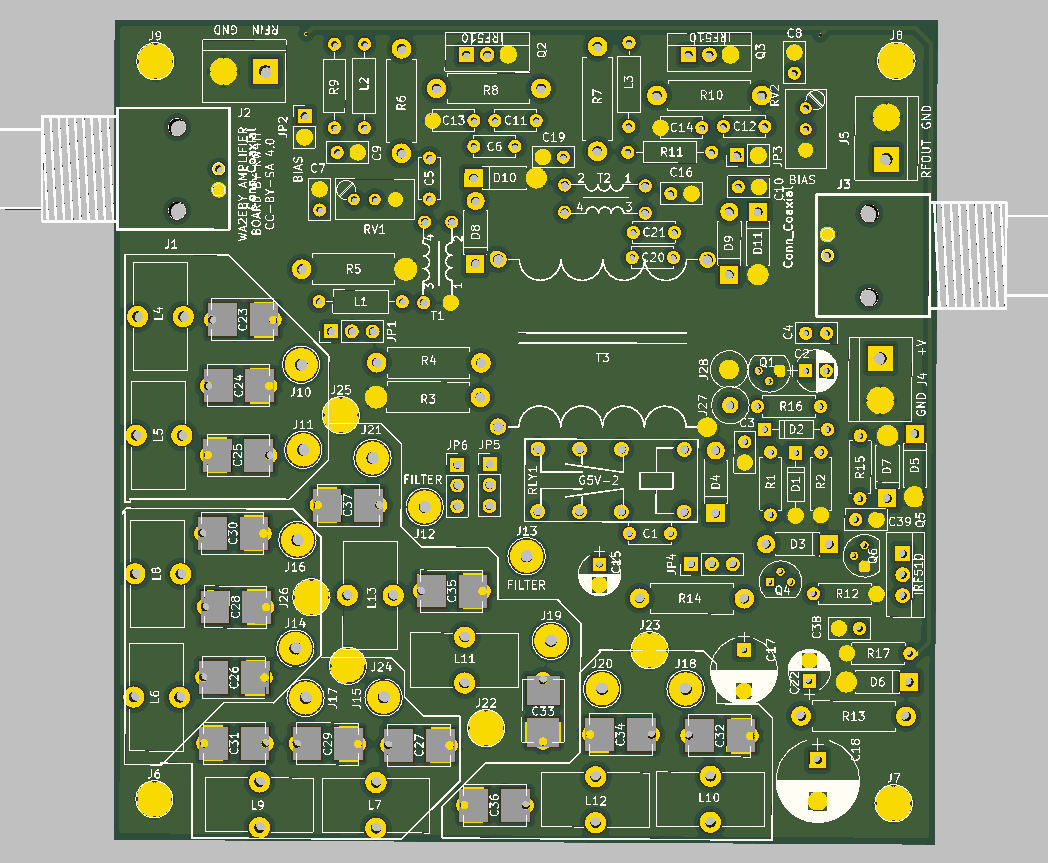 J9
GND RFIN
IRF510
Q2
IRF510
Q3
C8
J8
R9
L2
R6
R8
R7
L3
R10
RV2
J2
JP2
C13
C11
C14
C12
J5
RFOUT GND
WA2EBY AMPLIFIER
BOARD
CC-BY-SA 4.0
Conn_Coaxial
BIAS
C9
C6
C19
R11
JP3
BIAS
C7
C5
D10
T2
1
2
3
4
C16
C10
J3
RV1
D8
C21
C20
D9
D11
Conn_Coaxial
J1
4
2
3
1
R5
L1
T1
L4
C23
JP1
C4
T3
J10
R4
J28
Q1
C2
+V
J4
GND
C24
J25
R3
J27
R16
L5
J11
J21
C3
D2
C25
FILTER
JP6
JP5
RLY1
G5V-2
D4
R1
D1
R2
R15
D7
D5
C37
J12
C39
Q5
C30
J16
J13
FILTER
C1
D3
Q6
IRF510
L8
C15
JP4
Q4
R12
C28
J26
L13
C35
R14
J14
J19
C38
L11
J23
R17
C26
J24
J20
J18
C17
C22
D6
L6
J17
J15
C33
J22
R13
C31
C29
C27
C34
C32
C18
J6
L9
L7
C36
L12
L10
J7